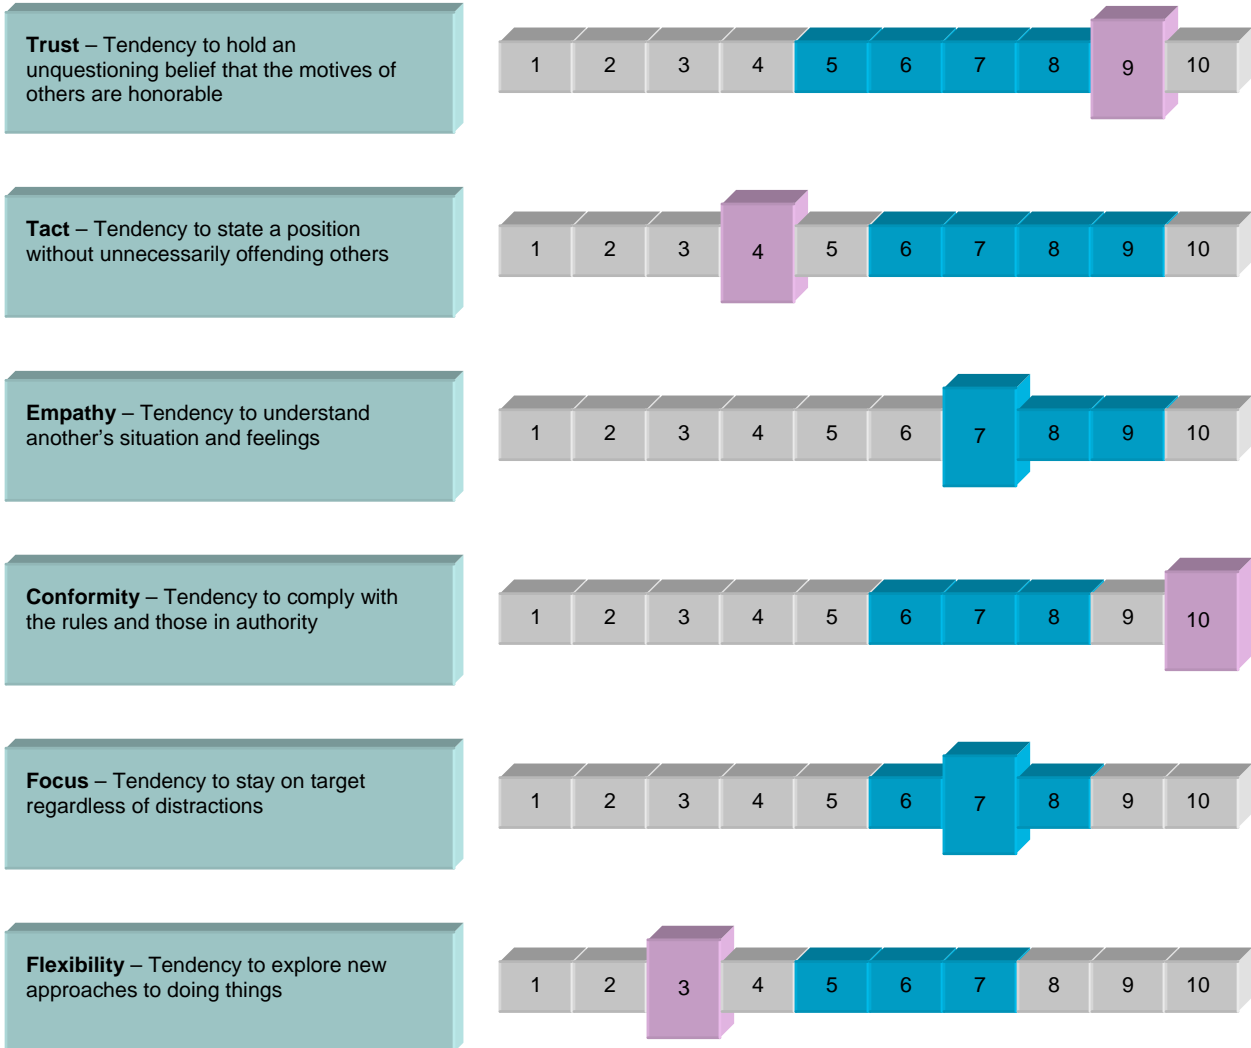 Trust – Tendency to hold an
unquestioning belief that the motives of
others are honorable
1 2 3 4 5 6 7 8 9 10
Tact – Tendency to state a position
without unnecessarily offending others
1 2 3 4 5 6 7 8 9 10
Empathy – Tendency to understand
another’s situation and feelings
1 2 3 4 5 6 7 8 9 10
Conformity – Tendency to comply with
the rules and those in authority
1 2 3 4 5 6 7 8 9 10
Focus – Tendency to stay on target
regardless of distractions
1 2 3 4 5 6 7 8 9 10
Flexibility – Tendency to explore new
approaches to doing things
1 2 3 4 5 6 7 8 9 10